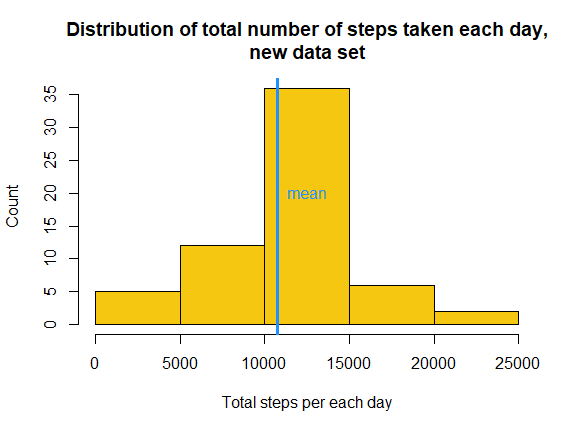 Distribution of total number of steps taken each day,
new data set
35
30
25
20
15
10
5
0
Count
mean
0 5000 10000 15000 20000 25000
Total steps per each day